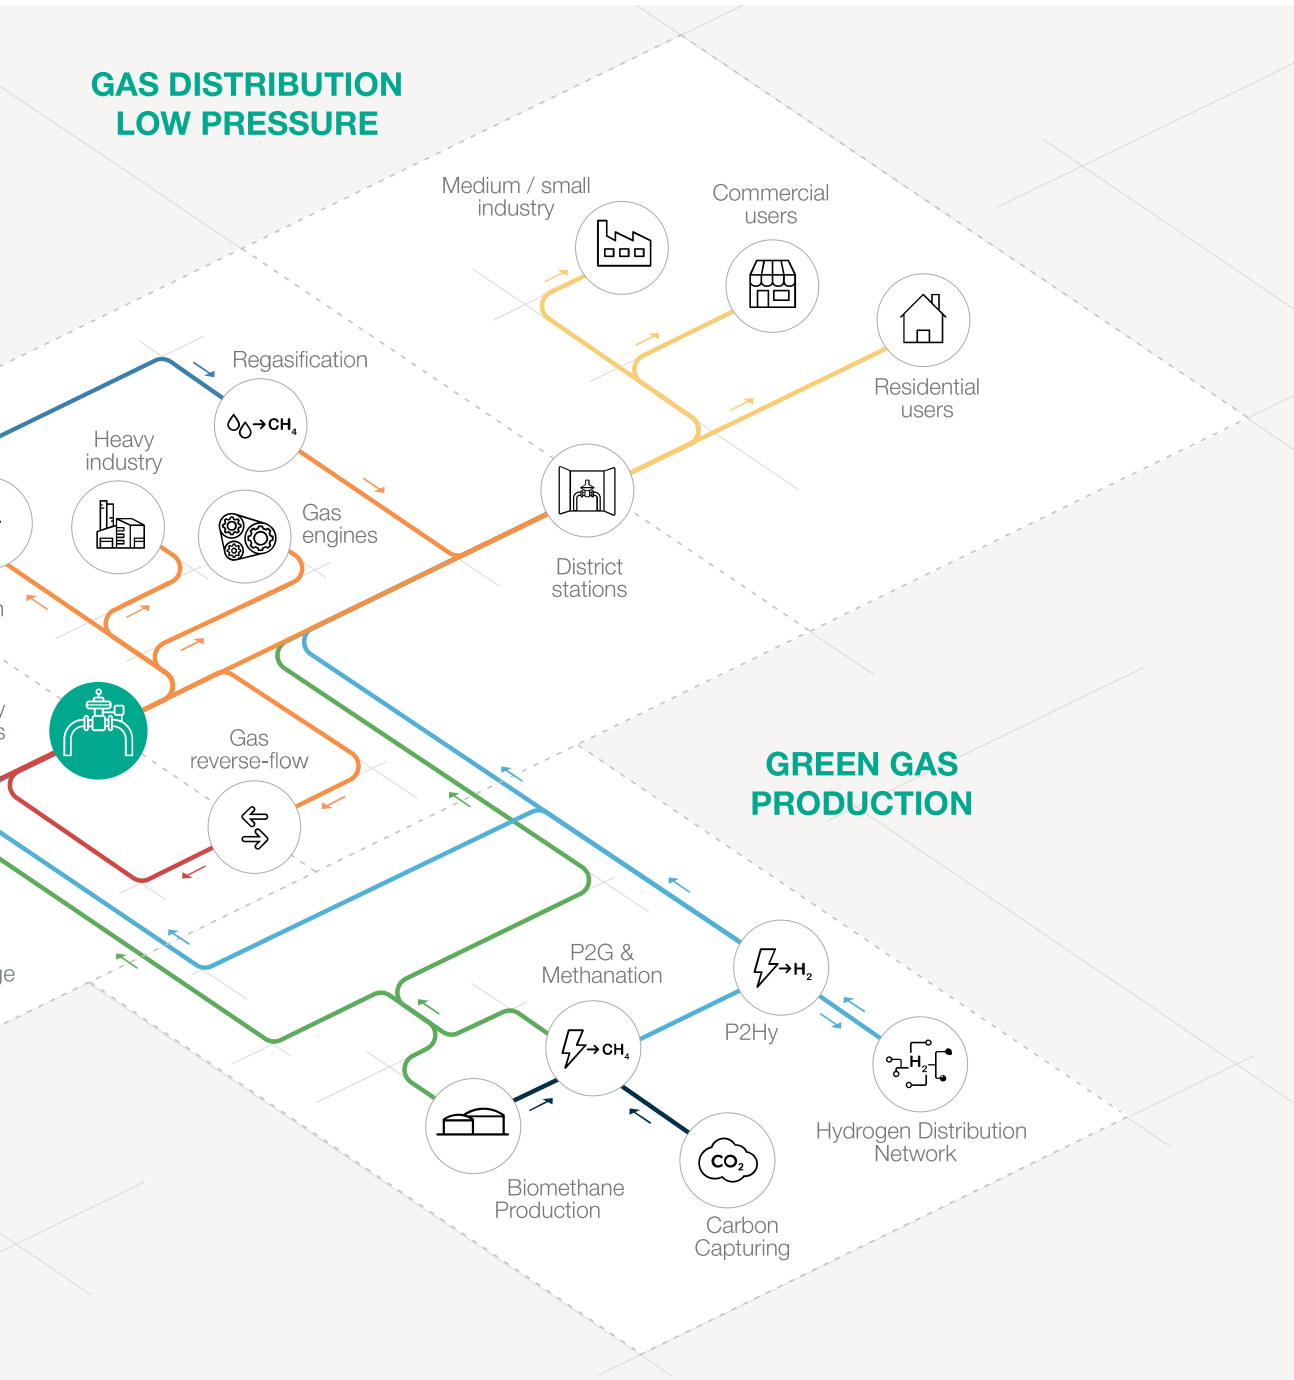 GAS DISTRIBUTION
LOW PRESSURE
Medium / small
industry
Commercial
users
Residential
users
Regasification
CH₄
Heavy
industry
Gas
engines
District
stations
Gas
reverse-flow
GREEN GAS
PRODUCTION
P2G &
Methanation
H₂
P2Hy
CH₄
H₂
Hydrogen Distribution
Network
CO₂
Biomethane
Production
Carbon
Capturing